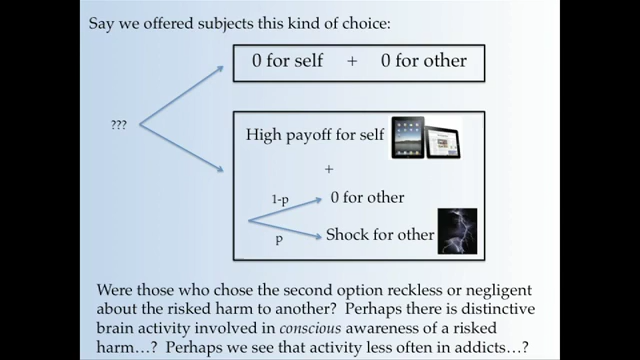 Say we offered subjects this kind of choice:
0 for self + 0 for other
???
High payoff for self
+
1-p 0 for other
p Shock for other
Were those who chose the second option reckless or negligent
about the risked harm to another? Perhaps there is distinctive
brain activity involved in conscious awareness of a risked
harm…? Perhaps we see that activity less often in addicts…?